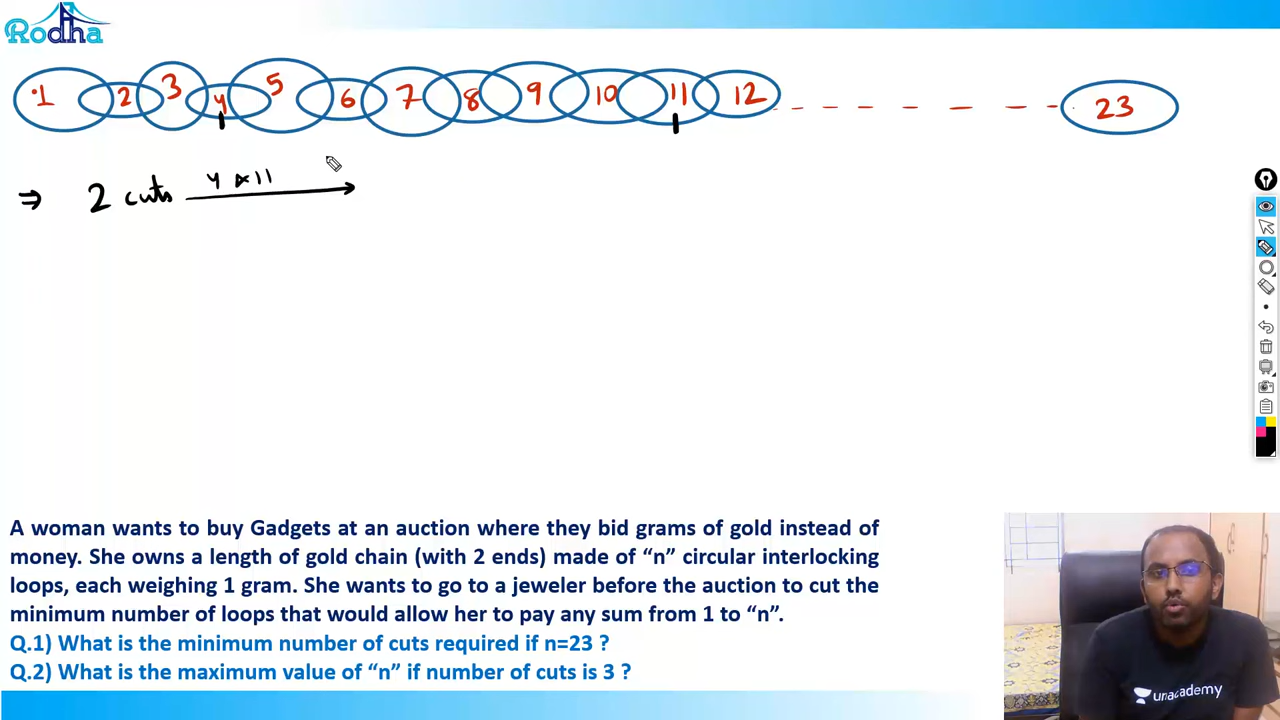 Rodha
1 2 3 4 5 6 7 8 9 10 11 12 23
⇒ 2 cuts 4 & 11
A woman wants to buy Gadgets at an auction where they bid grams of gold instead of
money. She owns a length of gold chain (with 2 ends) made of “n” circular interlocking
loops, each weighing 1 gram. She wants to go to a jeweler before the auction to cut the
minimum number of loops that would allow her to pay any sum from 1 to “n”.
Q.1) What is the minimum number of cuts required if n=23 ?
Q.2) What is the maximum value of “n” if number of cuts is 3 ?
unacademy